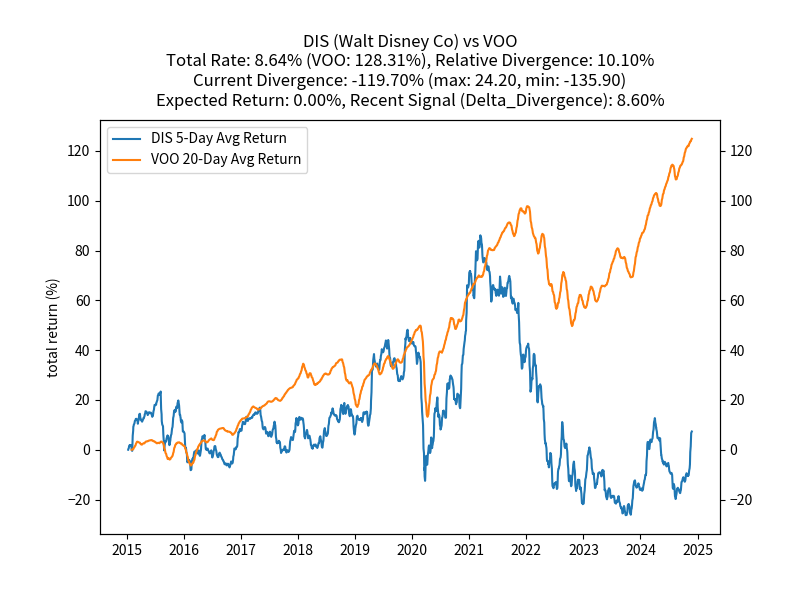 DIS (Walt Disney Co) vs VOO
Total Rate: 8.64% (VOO: 128.31%), Relative Divergence: 10.10%
Current Divergence: -119.70% (max: 24.20, min: -135.90)
Expected Return: 0.00%, Recent Signal (Delta_Divergence): 8.60%
DIS 5-Day Avg Return
VOO 20-Day Avg Return
total return (%)
120 120
100 100
80 80
60 60
40 40
20 20
0 0
−20 −20
2015 2016 2017 2018 2019 2020 2021 2022 2023 2024 2025